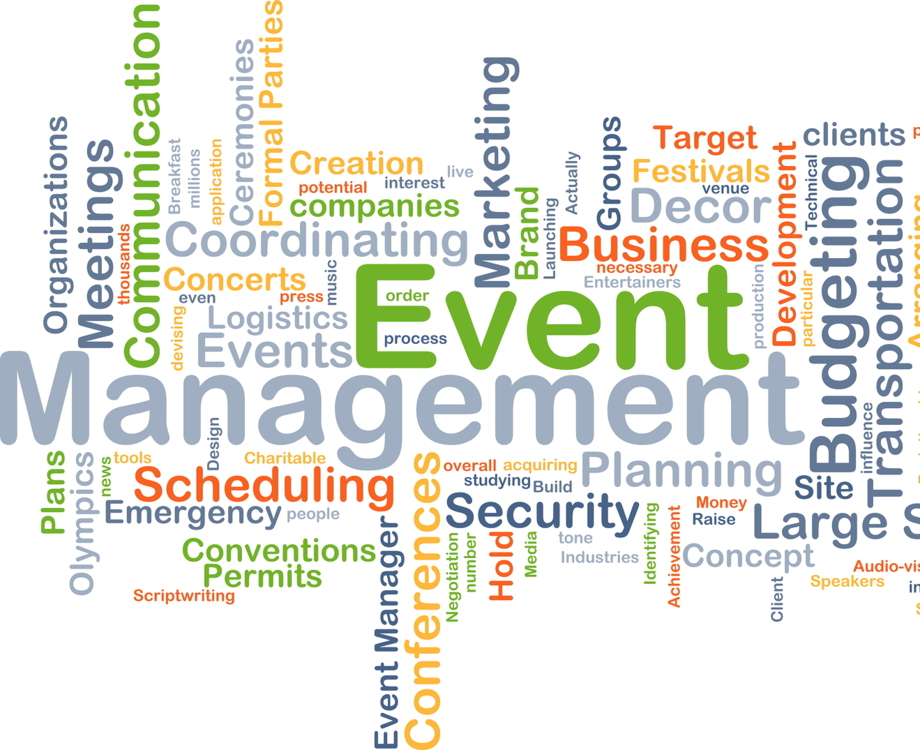 Communication
Ceremonies
Formal Parties
Organizations
Meetings
Breakfast
millions
application
thousands
Creation
potential
interest
live
companies
Coordinating
Concerts
even
press
music
devising
Logistics
Events
Marketing
Brand
Launching
Actually
Groups
Target
Festivals
venue
Decor
Business
necessary
Entertainers
production
Development
particular
Technical
clients
Budgeting
Transportation
influence
order
process
Event
Management
Plans
Olympics
news
tools
Design
Charitable
Scheduling
Emergency
people
Conventions
Permits
Scriptwriting
Event Manager
Conferences
overall
acquiring
studying
Build
Planning
Security
Negotiation
number
Hold
Media
tone
Industries
Identifying
Achievement
Money
Raise
Site
Large
Concept
Client
Speakers